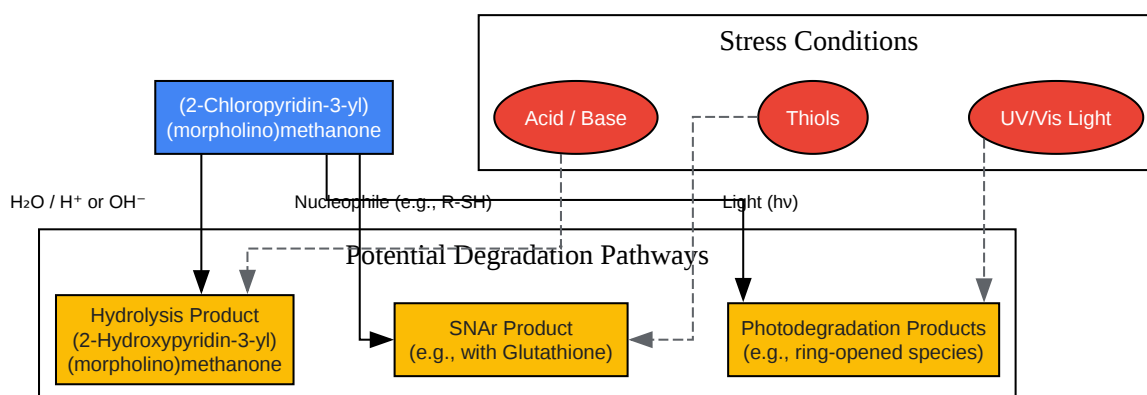 Stress Conditions
(2-Chloropyridin-3-yl)
(morpholino)methanone
Acid / Base
Thiols
UV/Vis Light
H₂O / H⁺ or OH⁻
Nucleophile (e.g., R-SH)
Light (hν)
Potential Degradation Pathways
Hydrolysis Product
(2-Hydroxypyridin-3-yl)
(morpholino)methanone
SNAr Product
(e.g., with Glutathione)
Photodegradation Products
(e.g., ring-opened species)